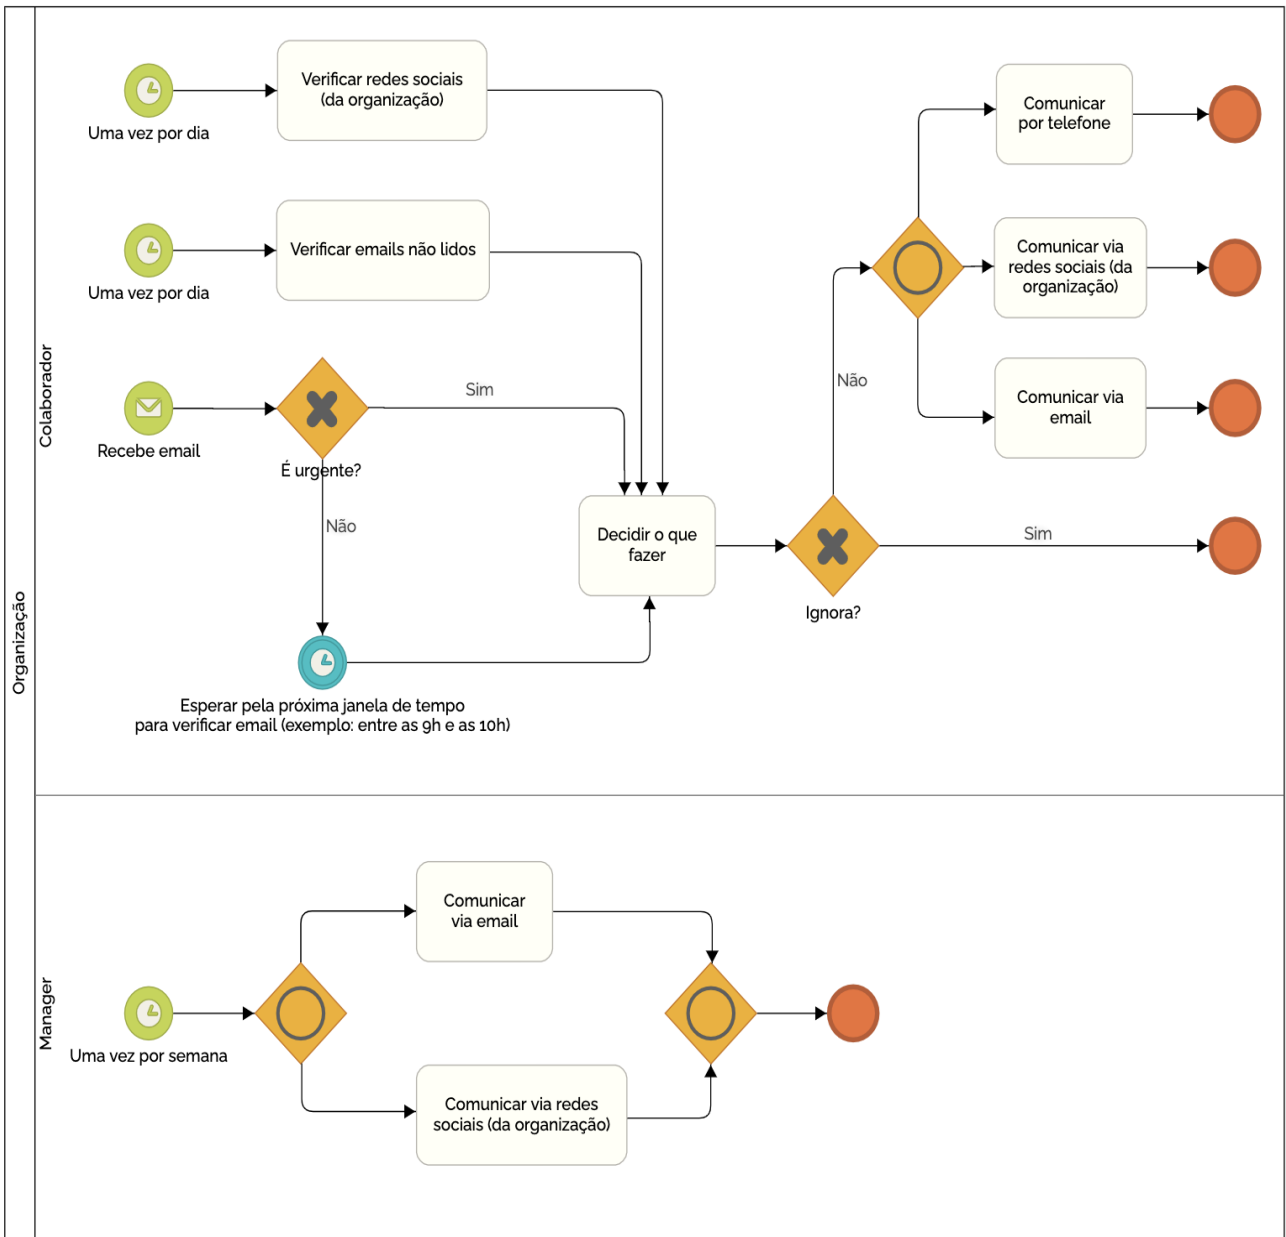 Organização
Colaborador
Uma vez por dia
Verificar redes sociais
(da organização)
Uma vez por dia
Verificar emails não lidos
Recebe email
É urgente?
Sim
Não
Esperar pela próxima janela de tempo
para verificar email (exemplo: entre as 9h e as 10h)
Decidir o que
fazer
Ignora?
Não
Sim
Comunicar
por telefone
Comunicar via
redes sociais (da
organização)
Comunicar via
email
Manager
Uma vez por semana
Comunicar
via email
Comunicar via redes
sociais (da organização)